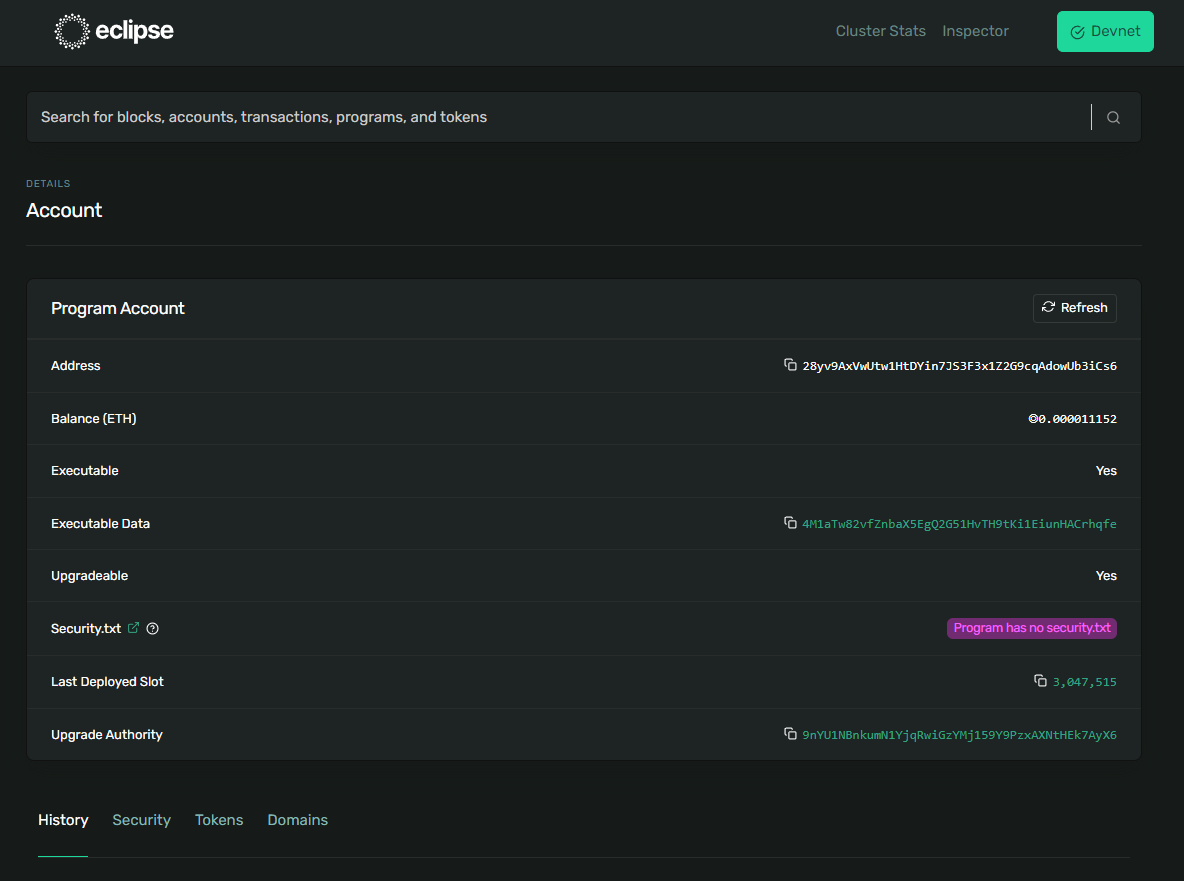 eclipse
Cluster Stats Inspector Devnet
Search for blocks, accounts, transactions, programs, and tokens
DETAILS
Account
Program Account Refresh
Address 28yv9AxVwUtw1HtDYin7JS3F3x1Z2G9cqAdowUb3iCs6
Balance (ETH) ◎0.000011152
Executable Yes
Executable Data 4M1aTw82vfZnbaX5EgQ2G51HvTH9tKi1EiunHACrhqfe
Upgradeable Yes
Security.txt Program has no security.txt
Last Deployed Slot 3,047,515
Upgrade Authority 9nYU1NBnkumN1YjqRwiGzYMj159Y9PzxAXNtHEk7AyX6
History Security Tokens Domains